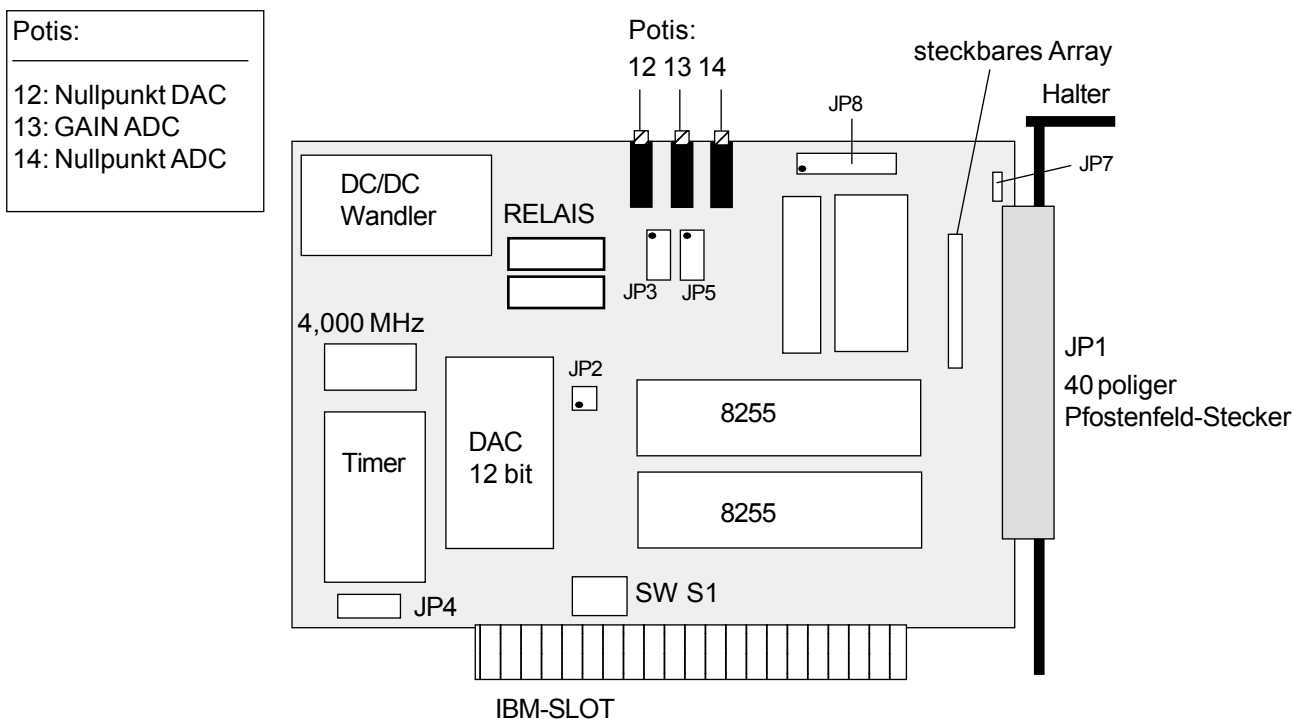 Potis:
12: Nullpunkt DAC
13: GAIN ADC
14: Nullpunkt ADC
Potis:
12 13 14
steckbares Array
Halter
JP8
JP7
DC/DC
Wandler
RELAIS
JP3
JP5
4,000 MHz
JP2
JP1
40 poliger
Pfostenfeld-Stecker
8255
Timer
DAC
12 bit
8255
SW S1
JP4
IBM-SLOT